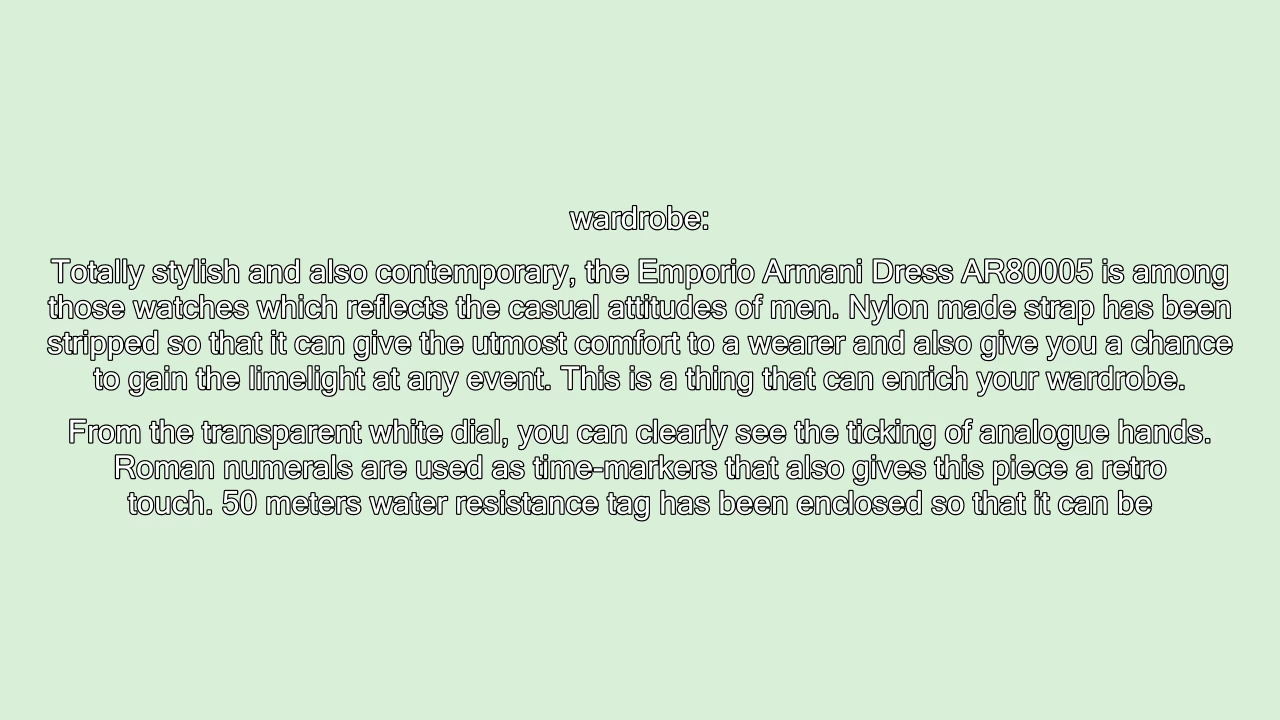 wardrobe:
Totally stylish and also contemporary, the Emporio Armani Dress AR80005 is among
those watches which reflects the casual attitudes of men. Nylon made strap has been
stripped so that it can give the utmost comfort to a wearer and also give you a chance
to gain the limelight at any event. This is a thing that can enrich your wardrobe.
From the transparent white dial, you can clearly see the ticking of analogue hands.
Roman numerals are used as time-markers that also gives this piece a retro
touch. 50 meters water resistance tag has been enclosed so that it can be